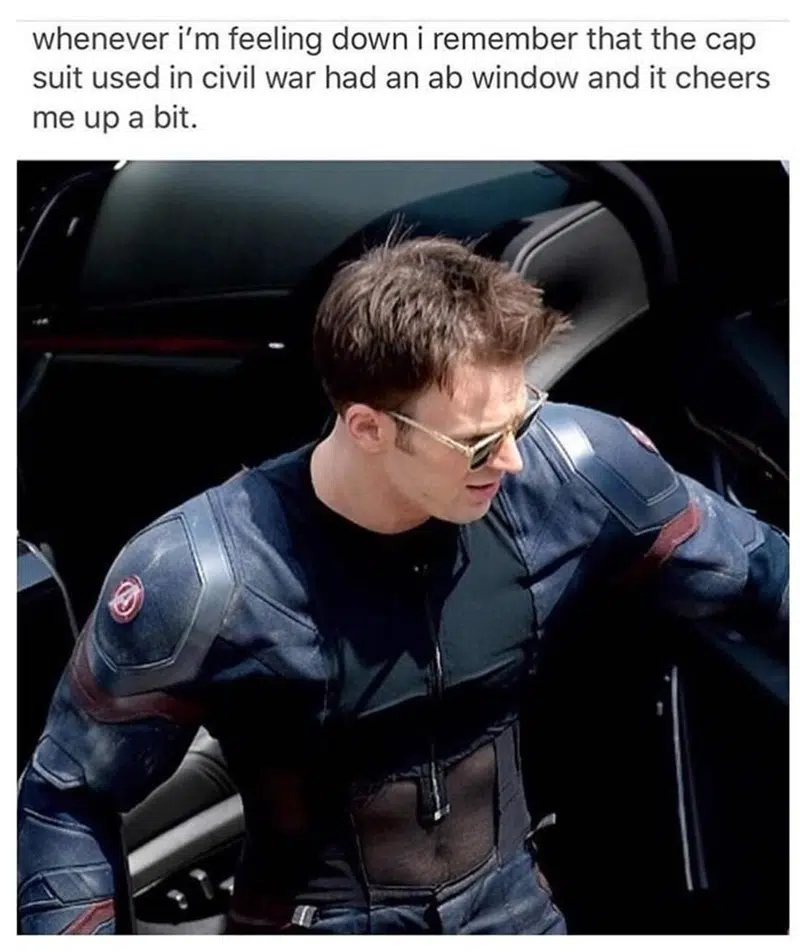 whenever i'm feeling down i remember that the cap
suit used in civil war had an ab window and it cheers
me up a bit.